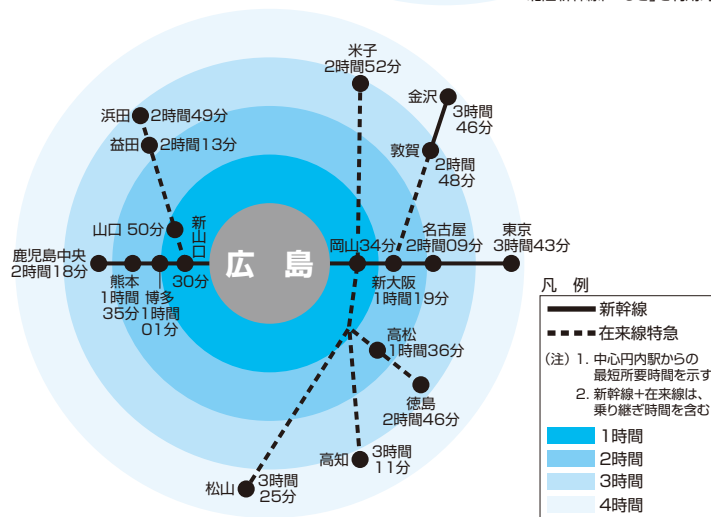 米子
2時間52分
金沢
3時間
46分
浜田
2時間49分
益田
2時間13分
敦賀
2時間
48分
山口 50分
新山口
30分
広島
岡山34分
名古屋
2時間09分
東京
3時間43分
鹿児島中央
2時間18分
熊本
1時間
35分
博多
1時間
01分
新大阪
1時間19分
高松
1時間36分
徳島
2時間46分
高知
3時間
11分
松山
3時間
25分
凡 例
新幹線
在来線特急
(注) 1. 中心円内駅からの
最短所要時間を示す
2. 新幹線+在来線は、
乗り継ぎ時間を含む
1時間
2時間
3時間
4時間